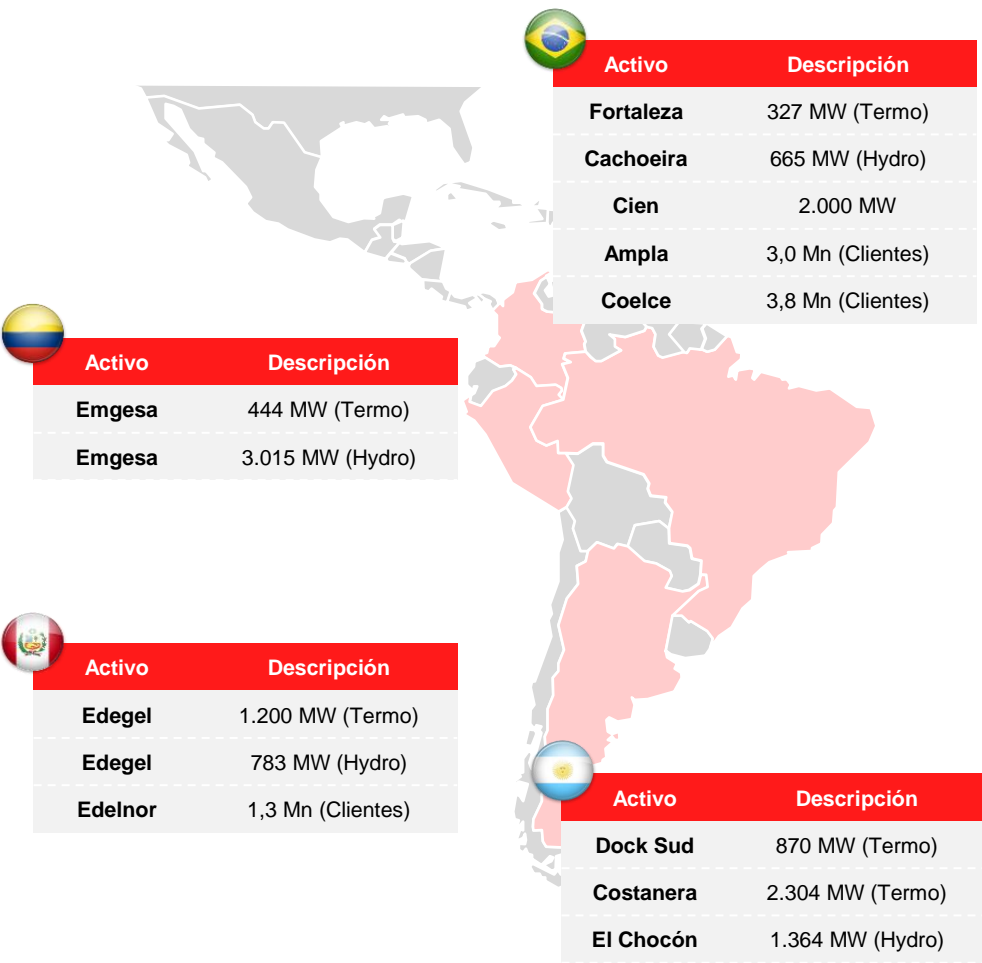 Activo Descripción
Fortaleza 327 MW (Termo)
Cachoeira 665 MW (Hydro)
Cien 2.000 MW
Ampla 3,0 Mn (Clientes)
Coelce 3,8 Mn (Clientes)
Activo Descripción
Emgesa 444 MW (Termo)
Emgesa 3.015 MW (Hydro)
Activo Descripción
Edegel 1.200 MW (Termo)
Edegel 783 MW (Hydro)
Edelnor 1,3 Mn (Clientes)
Activo Descripción
Dock Sud 870 MW (Termo)
Costanera 2.304 MW (Termo)
El Chocón 1.364 MW (Hydro)